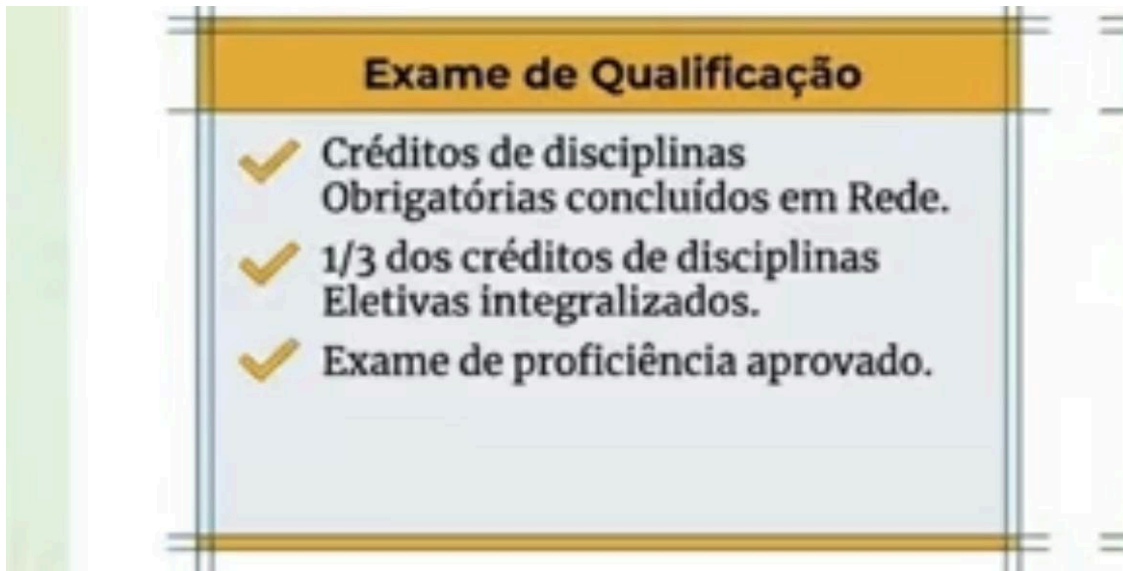 Exame de Qualificação
Créditos de disciplinas
Obrigatórias concluídos em Rede.
1/3 dos créditos de disciplinas
Eletivas integralizados.
Exame de proficiência aprovado.